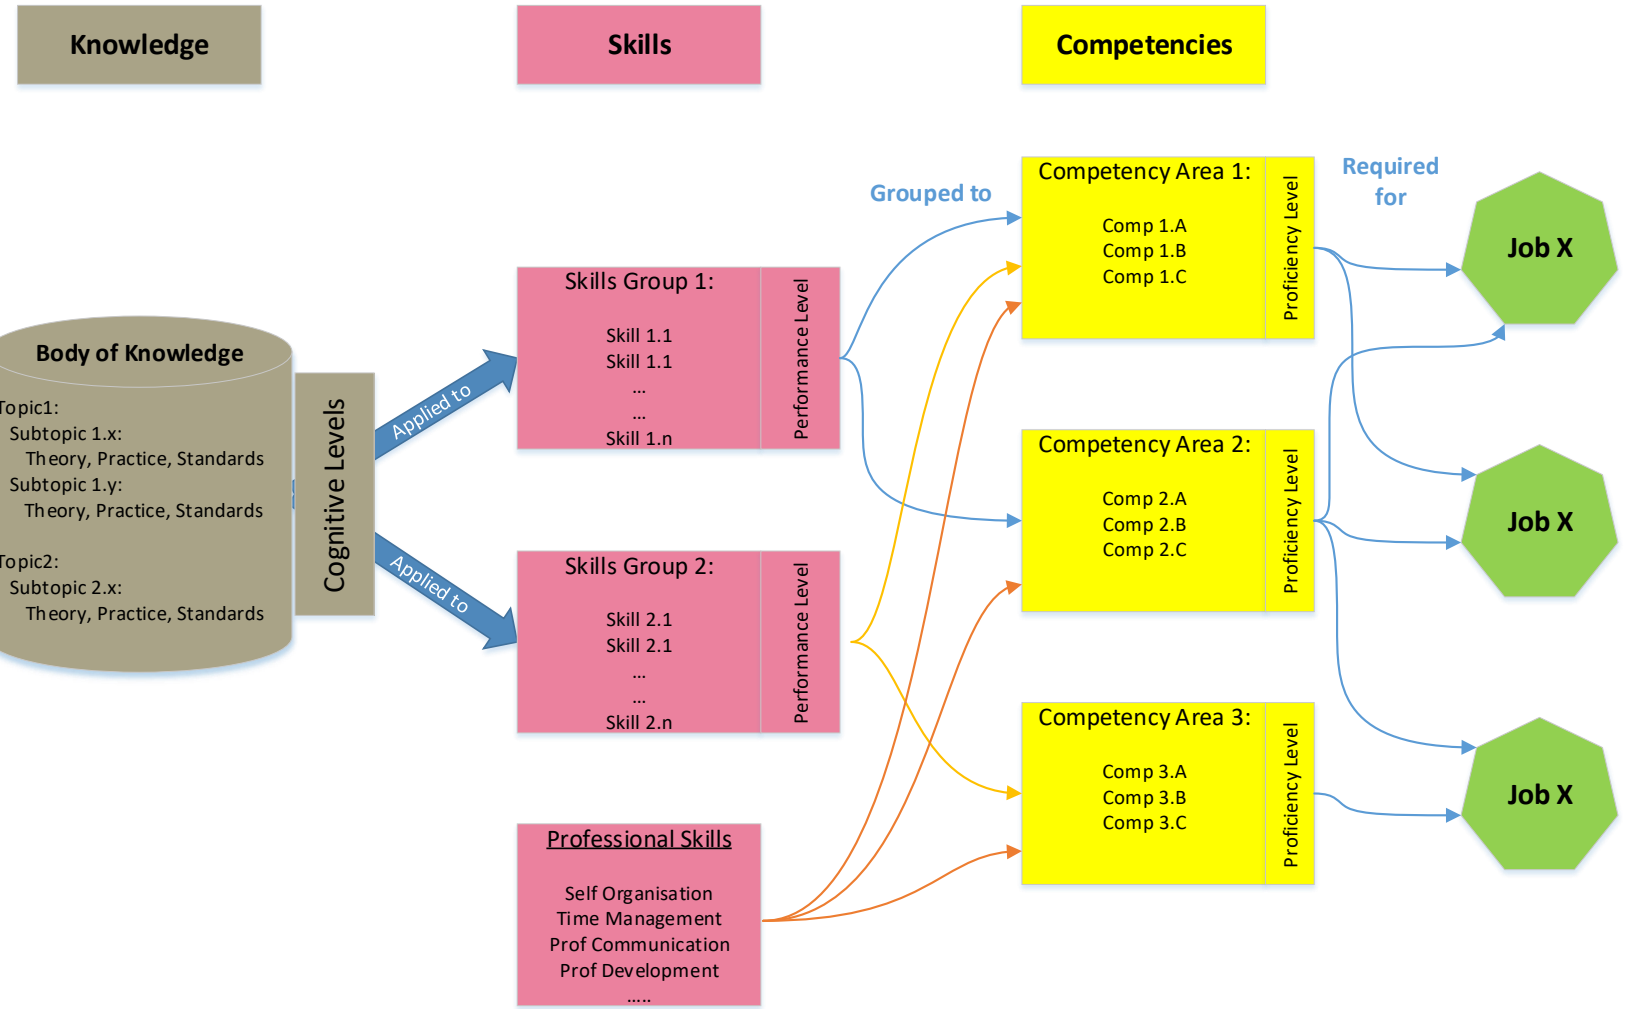 Knowledge
Skills
Competencies
Body of Knowledge
Topic1:
Subtopic 1.x:
Theory, Practice, Standards
Subtopic 1.y:
Theory, Practice, Standards
Topic2:
Subtopic 2.x:
Theory, Practice, Standards
Cognitive Levels
Applied to
Applied to
Skills Group 1:
Skill 1.1
Skill 1.1
...
...
Skill 1.n
Performance Level
Skills Group 2:
Skill 2.1
Skill 2.1
...
...
Skill 2.n
Performance Level
Professional Skills
Self Organisation
Time Management
Prof Communication
Prof Development
.....
Grouped to
Competency Area 1:
Comp 1.A
Comp 1.B
Comp 1.C
Proficiency Level
Competency Area 2:
Comp 2.A
Comp 2.B
Comp 2.C
Proficiency Level
Competency Area 3:
Comp 3.A
Comp 3.B
Comp 3.C
Proficiency Level
Required
for
Job X
Job X
Job X